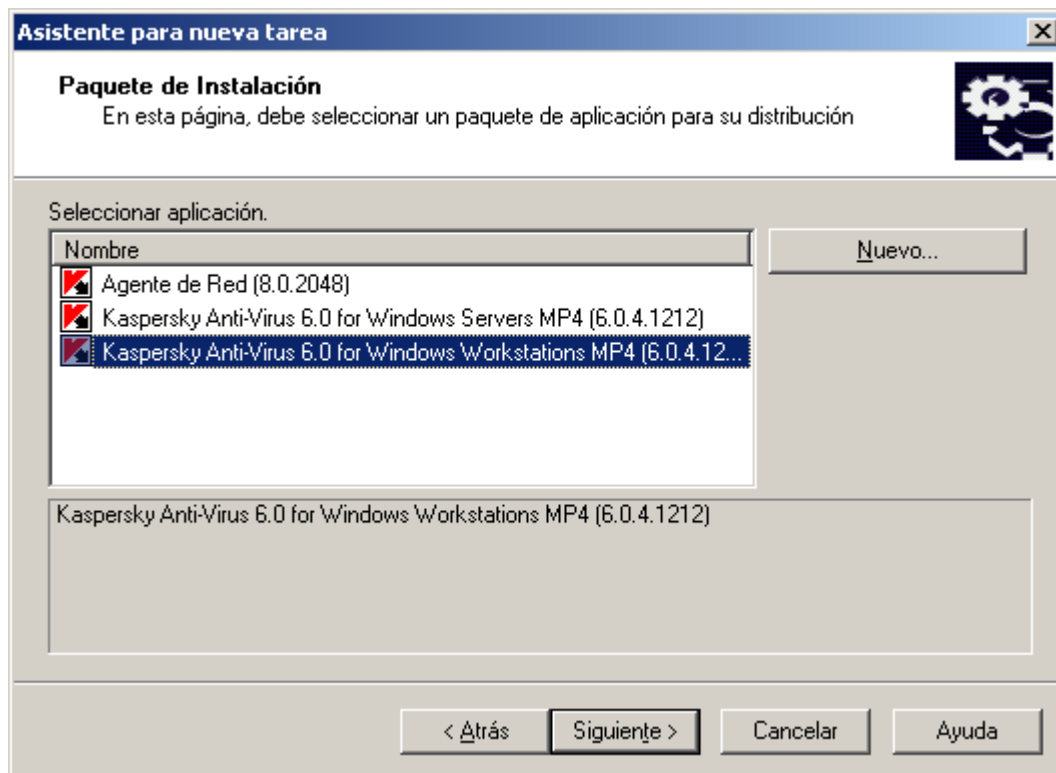 Asistente para nueva tarea
Paquete de Instalación
En esta página, debe seleccionar un paquete de aplicación para su distribución
Seleccionar aplicación.
Nombre
Nuevo...
Agente de Red (8.0.2048)
Kaspersky Anti-Virus 6.0 for Windows Servers MP4 (6.0.4.1212)
Kaspersky Anti-Virus 6.0 for Windows Workstations MP4 (6.0.4.12...
Kaspersky Anti-Virus 6.0 for Windows Workstations MP4 (6.0.4.1212)
< Atrás
Siguiente >
Cancelar
Ayuda